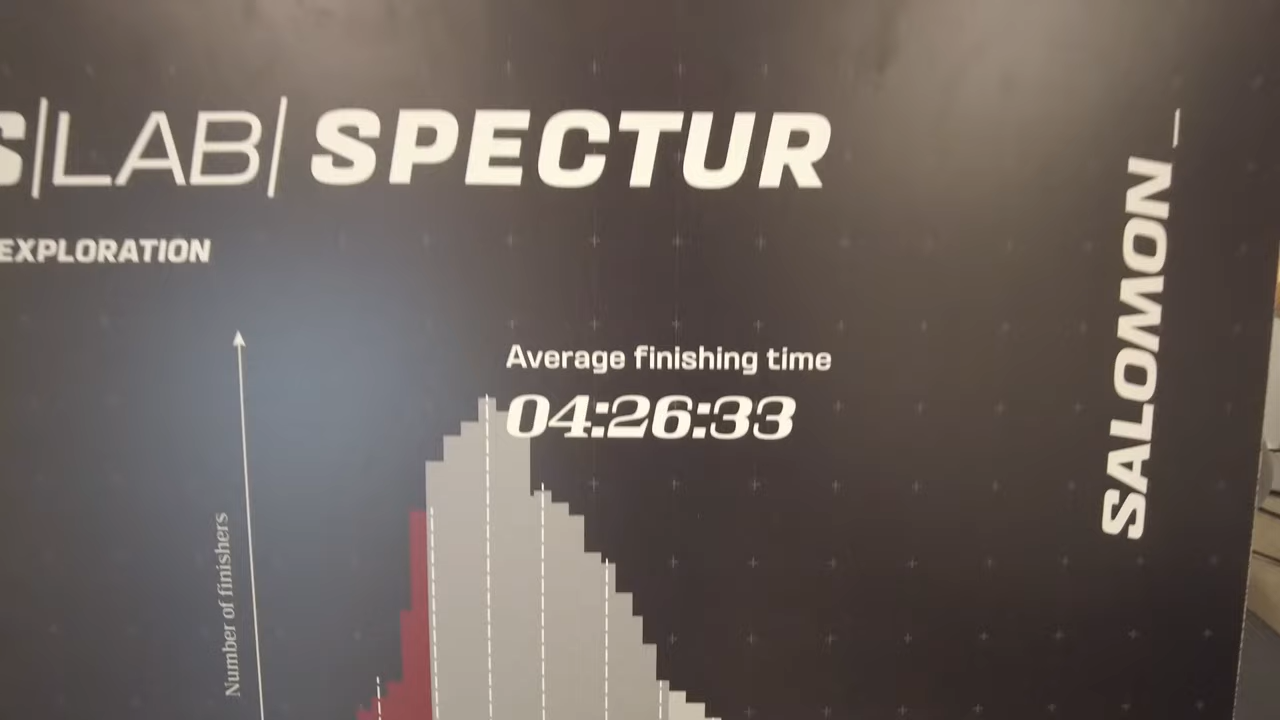 S|LAB| SPECTUR
EXPLORATION
Average finishing time
04:26:33
Number of finishers
SALOMON